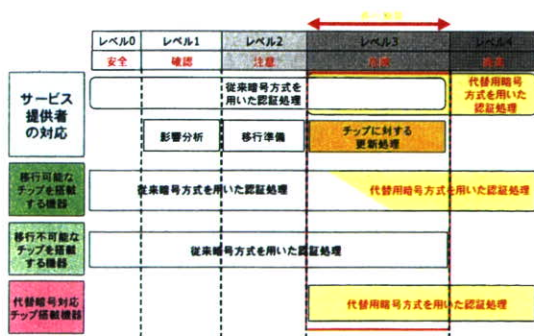 レベル0
レベル1
レベル2
レベル3
レベル4
安全
確認
注意
サービス
提供者
の対応
従来暗号方式を
用いた認証処理
代替用暗号
方式を用いた
認証処理
影響分析
移行準備
チップに対する
更新処理
移行可能な
チップを搭載
する機器
従来暗号方式を用いた認証処理
代替用暗号方式を用いた認証処理
移行不可能な
チップを搭載
する機器
従来暗号方式を用いた認証処理
代替暗号対応
チップ搭載機器
代替用暗号方式を用いた認証処理